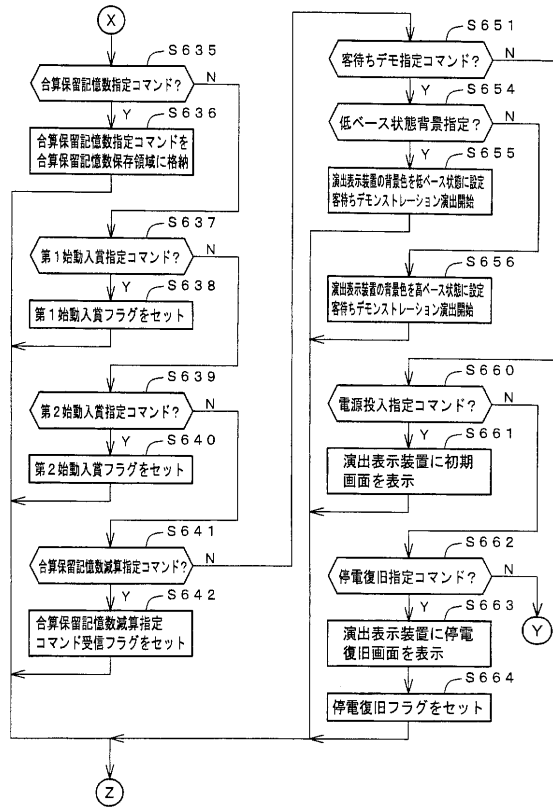 X
S635
合算保留記憶数指定コマンド?
N
Y
S636
合算保留記憶数指定コマンドを
合算保留記憶数保存領域に格納
S637
第1始動入賞指定コマンド?
N
Y
S638
第1始動入賞フラグをセット
S639
第2始動入賞指定コマンド?
N
Y
S640
第2始動入賞フラグをセット
S641
合算保留記憶数減算指定コマンド?
N
Y
S642
合算保留記憶数減算指定
コマンド受信フラグをセット
Z
S651
客待ちデモ指定コマンド?
N
Y
S654
低ベース状態背景指定?
N
Y
S655
演出表示装置の背景色を低ベース状態に設定
客待ちデモンストレーション演出開始
S656
演出表示装置の背景色を高ベース状態に設定
客待ちデモンストレーション演出開始
S660
電源投入指定コマンド?
N
Y
S661
演出表示装置に初期
画面を表示
S662
停電復旧指定コマンド?
N
Y
S663
演出表示装置に停電
復旧画面を表示
Y
S664
停電復旧フラグをセット